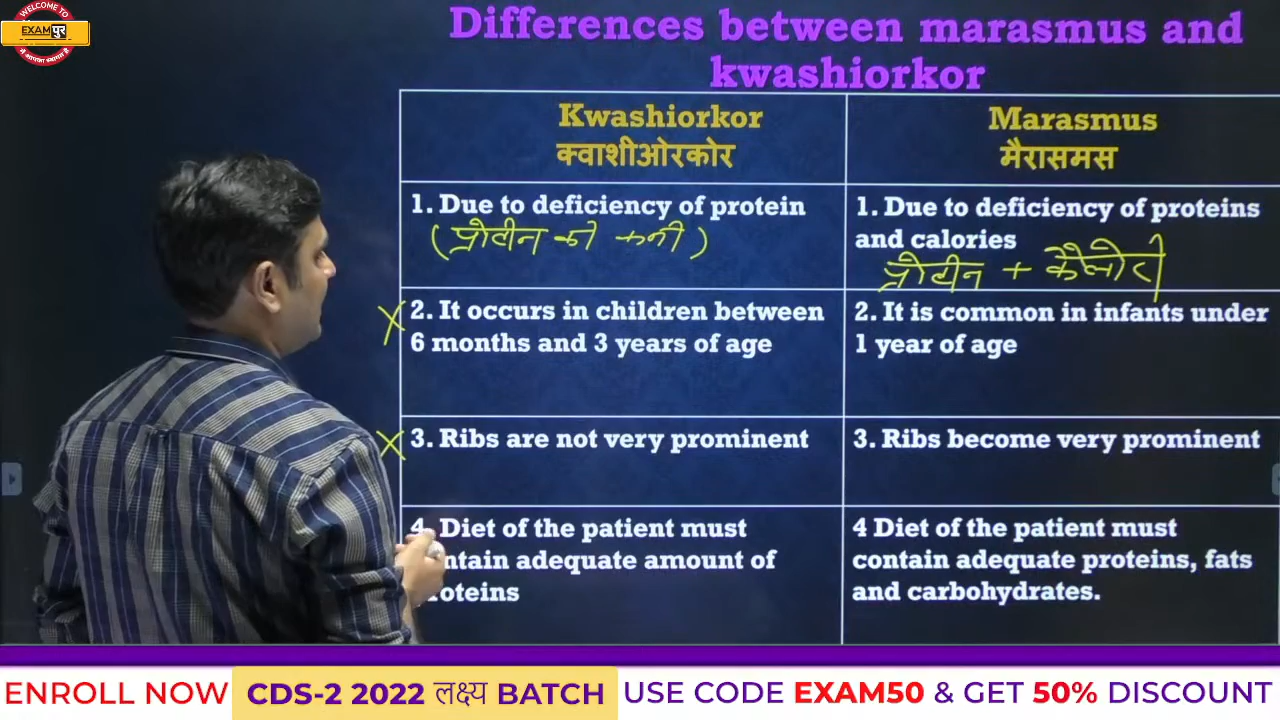 WELCOME TO
EXAMपुर
Differences between marasmus and
kwashiorkor
Kwashiorkor
क्वाशीओरकोर
Marasmus
मैरासमस
1. Due to deficiency of protein
(प्रोटीन की कमी)
1. Due to deficiency of proteins
and calories
प्रोटीन + कैलोरी
2. It occurs in children between
6 months and 3 years of age
2. It is common in infants under
1 year of age
3. Ribs are not very prominent
3. Ribs become very prominent
4. Diet of the patient must
ntain adequate amount of
roteins
4 Diet of the patient must
contain adequate proteins, fats
and carbohydrates.
ENROLL NOW CDS-2 2022 लक्ष्य BATCH USE CODE EXAM50 & GET 50% DISCOUNT